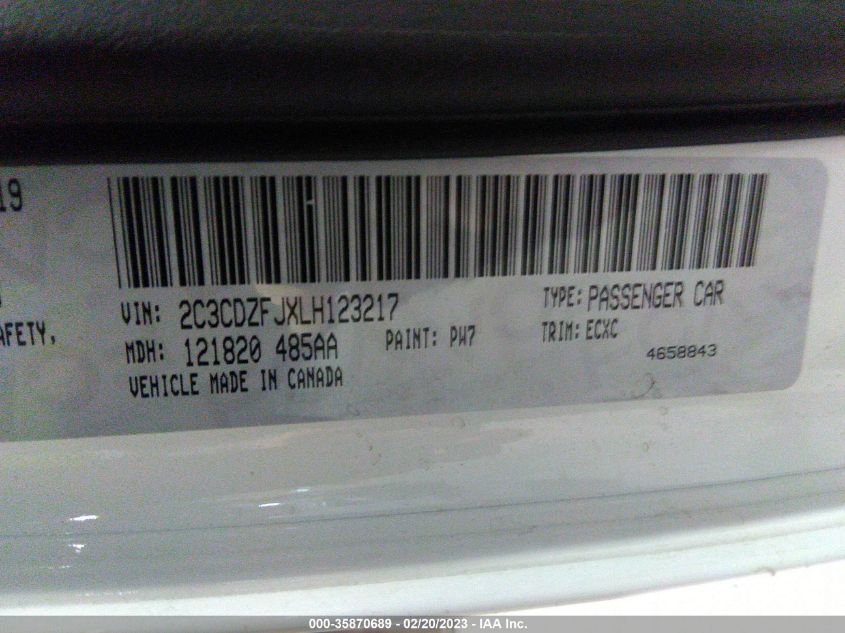 19
AFETY,
VIN: 2C3CDZFJXLH123217
TYPE: PASSENGER CAR
MDH: 121820 485AA
PAINT: PW7
TRIM: ECXC
4658843
VEHICLE MADE IN CANADA
000-35870689 - 02/20/2023 - IAA Inc.